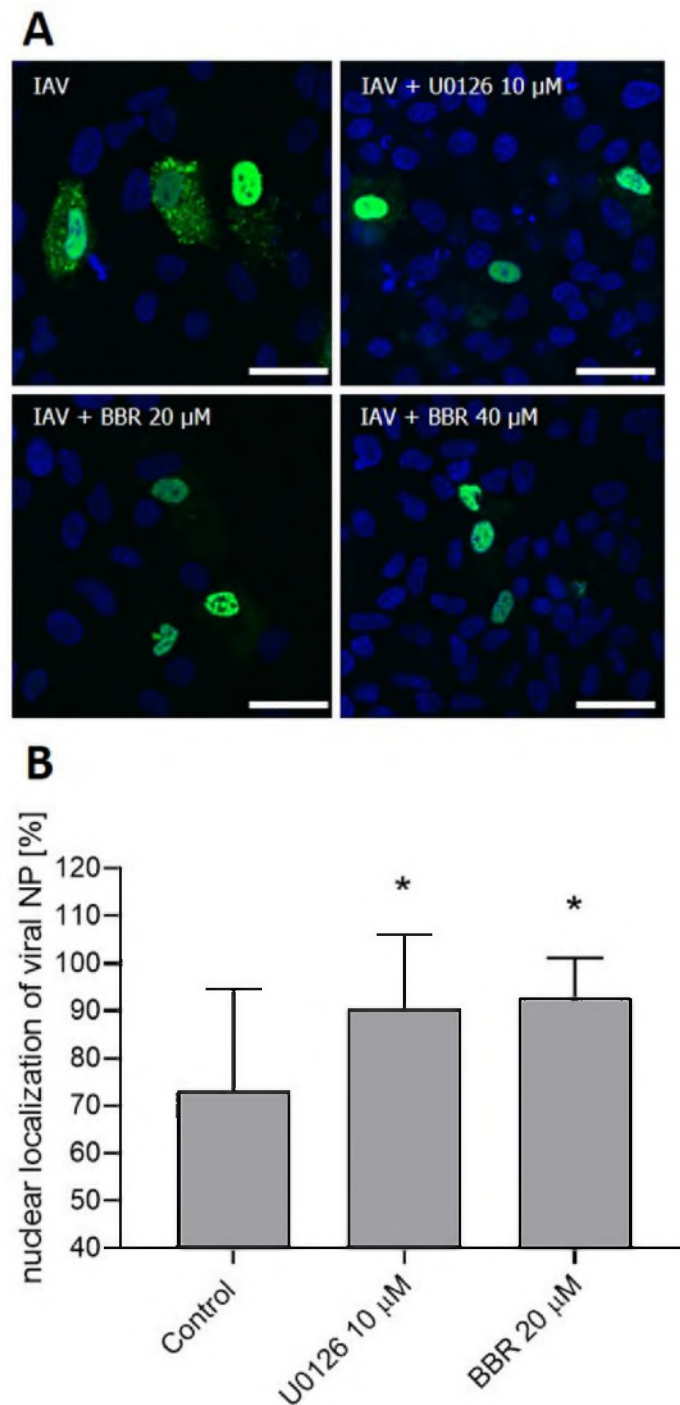 A
IAV
IAV + U0126 10 µM
IAV + BBR 20 µM
IAV + BBR 40 µM
B
nuclear localization of viral NP [%]
120
110
100
90
80
70
60
50
40
*
*
Control
U0126 10 µM
BBR 20 µM